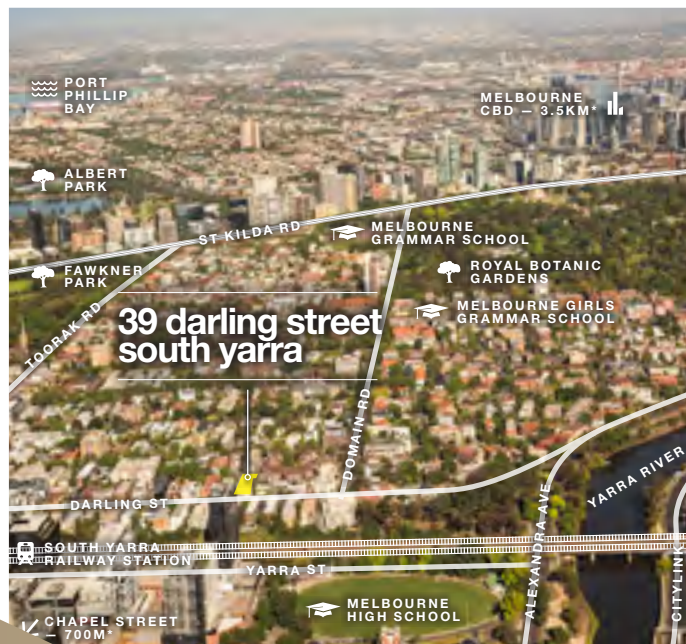 PORT
PHILLIP
BAY
MELBOURNE
CBD — 3.5KM*
ALBERT
PARK
ST KILDA RD
MELBOURNE
GRAMMAR SCHOOL
FAWKNER
PARK
ROYAL BOTANIC
GARDENS
TOORAK RD
39 darling street
south yarra
MELBOURNE GIRLS
GRAMMAR SCHOOL
DOMAIN RD
DARLING ST
YARRA RIVER
ALEXANDRA AVE
SOUTH YARRA
RAILWAY STATION
YARRA ST
CITYLINK
MELBOURNE
HIGH SCHOOL
CHAPEL STREET
— 700M*